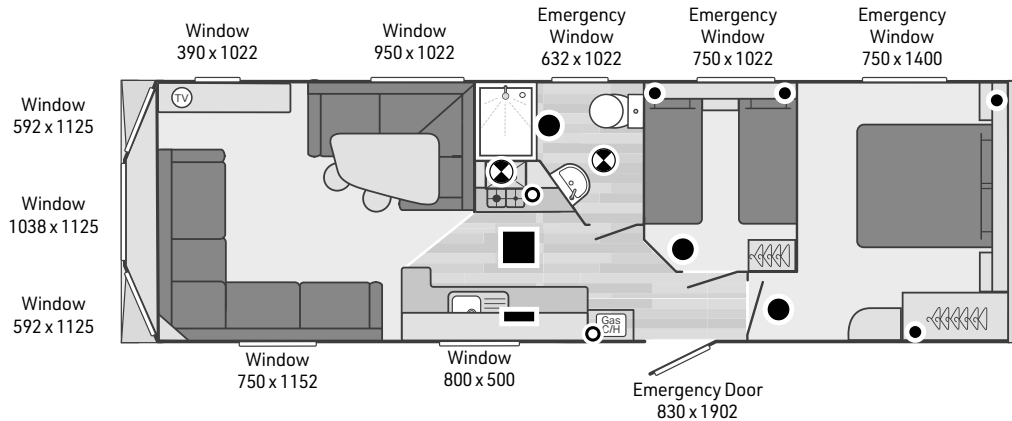 Window
390 x 1022
Window
950 x 1022
Emergency
Window
632 x 1022
Emergency
Window
750 x 1022
Emergency
Window
750 x 1400
Window
592 x 1125
TV
Window
1038 x 1125
Window
592 x 1125
Gas
C/H
Window
750 x 1152
Window
800 x 500
Emergency Door
830 x 1902